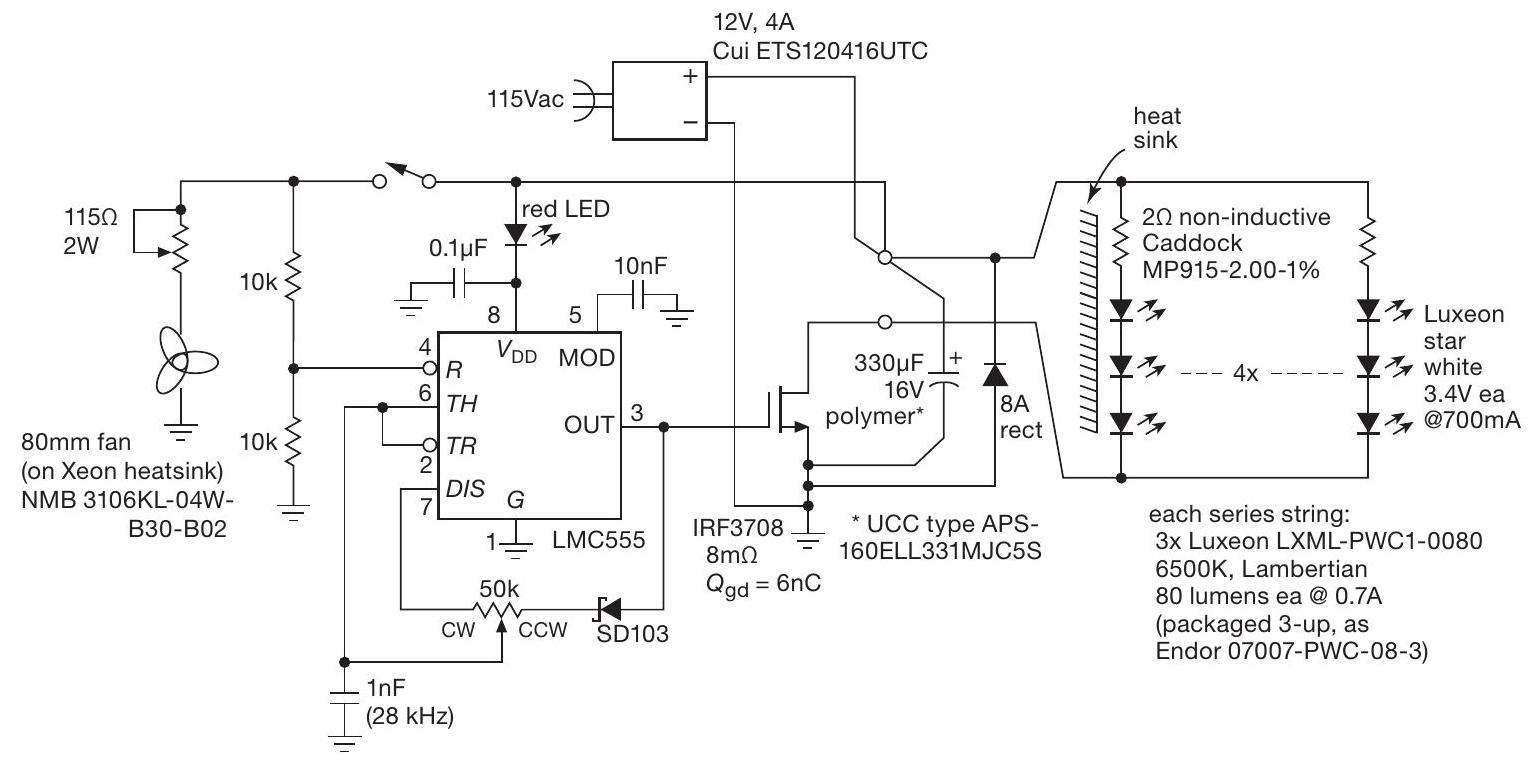 12V, 4A
Cui ETS120416UTC
+
115Vac
−
heat
sink
115Ω
2W
red LED
0.1µF
10nF
2Ω non-inductive
Caddock
MP915-2.00-1%
10k
8
5
V_DD
MOD
4
R
6
TH
OUT
3
TR
2
DIS
7
G
1
LMC555
10k
80mm fan
(on Xeon heatsink)
NMB 3106KL-04W-
B30-B02
330µF
16V
polymer*
+
8A
rect
4x
Luxeon
star
white
3.4V ea
@700mA
IRF3708
8mΩ
Q_gd = 6nC
* UCC type APS-
160ELL331MJC5S
50k
CW
CCW
SD103
1nF
(28 kHz)
each series string:
3x Luxeon LXML-PWC1-0080
6500K, Lambertian
80 lumens ea @ 0.7A
(packaged 3-up, as
Endor 07007-PWC-08-3)